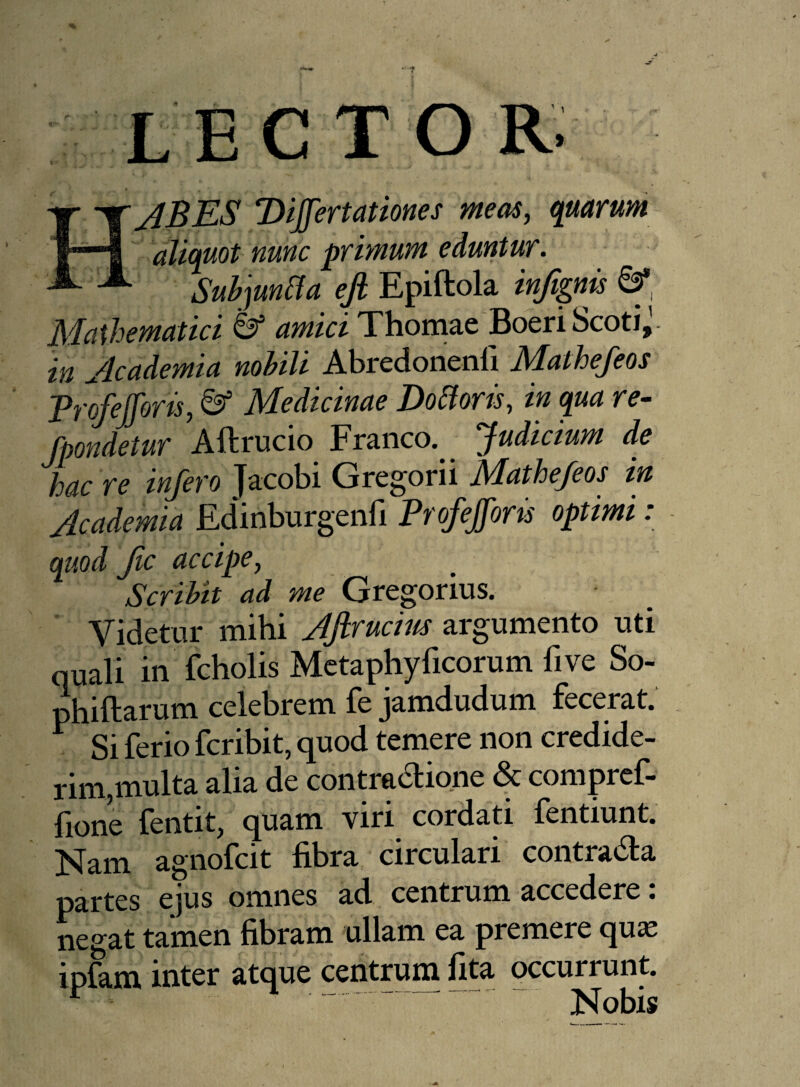 LECTOR,
HABES Diſſertationes meas, quarum
aliquot nunc primum eduntur.
Subjuncta eſt Epiſtola inſignis &
Mathematici & amici Thomae Boeri Scoti,
in Academia nobili Abredonenſi Matheſeos
Profeſſoris, & Medicinae Doctoris, in qua re-
ſpondetur Aſtrucio Franco. Judicium de
hac re inſero Jacobi Gregorii Matheſeos in
Academia Edinburgenſi Profeſſoris optimi:
quod ſic accipe,
Scribit ad me Gregorius.
Videtur mihi Aſtrucius argumento uti
quali in ſcholis Metaphyſicorum ſive So-
phiſtarum celebrem ſe jamdudum fecerat.
Si ſerio ſcribit, quod temere non credide-
rim, multa alia de contractione & compreſ-
ſione ſentit, quam viri cordati ſentiunt.
Nam agnoſcit fibra circulari contracta
partes ejus omnes ad centrum accedere:
negat tamen fibram ullam ea premere quæ
ipſam inter atque centrum ſita occurrunt.
Nobis